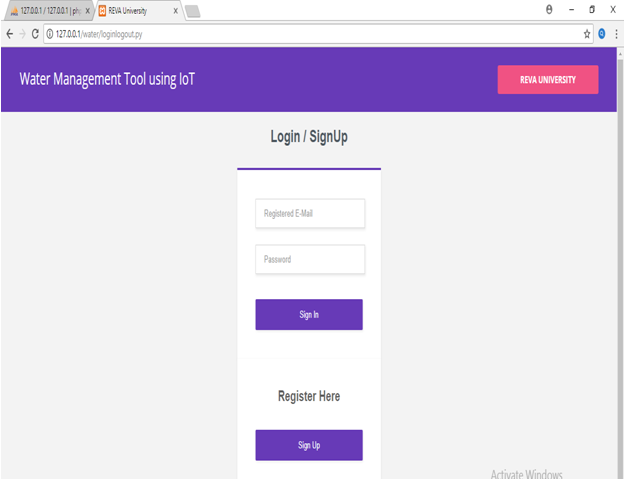 127.0.0.1 / 127.0.0.1 | php
REVA University
127.0.0.1/water/loginlogout.py
Water Management Tool using IoT
REVA UNIVERSITY
Login / SignUp
Registered E-Mail
Password
Sign In
Register Here
Sign Up
Activate Windows